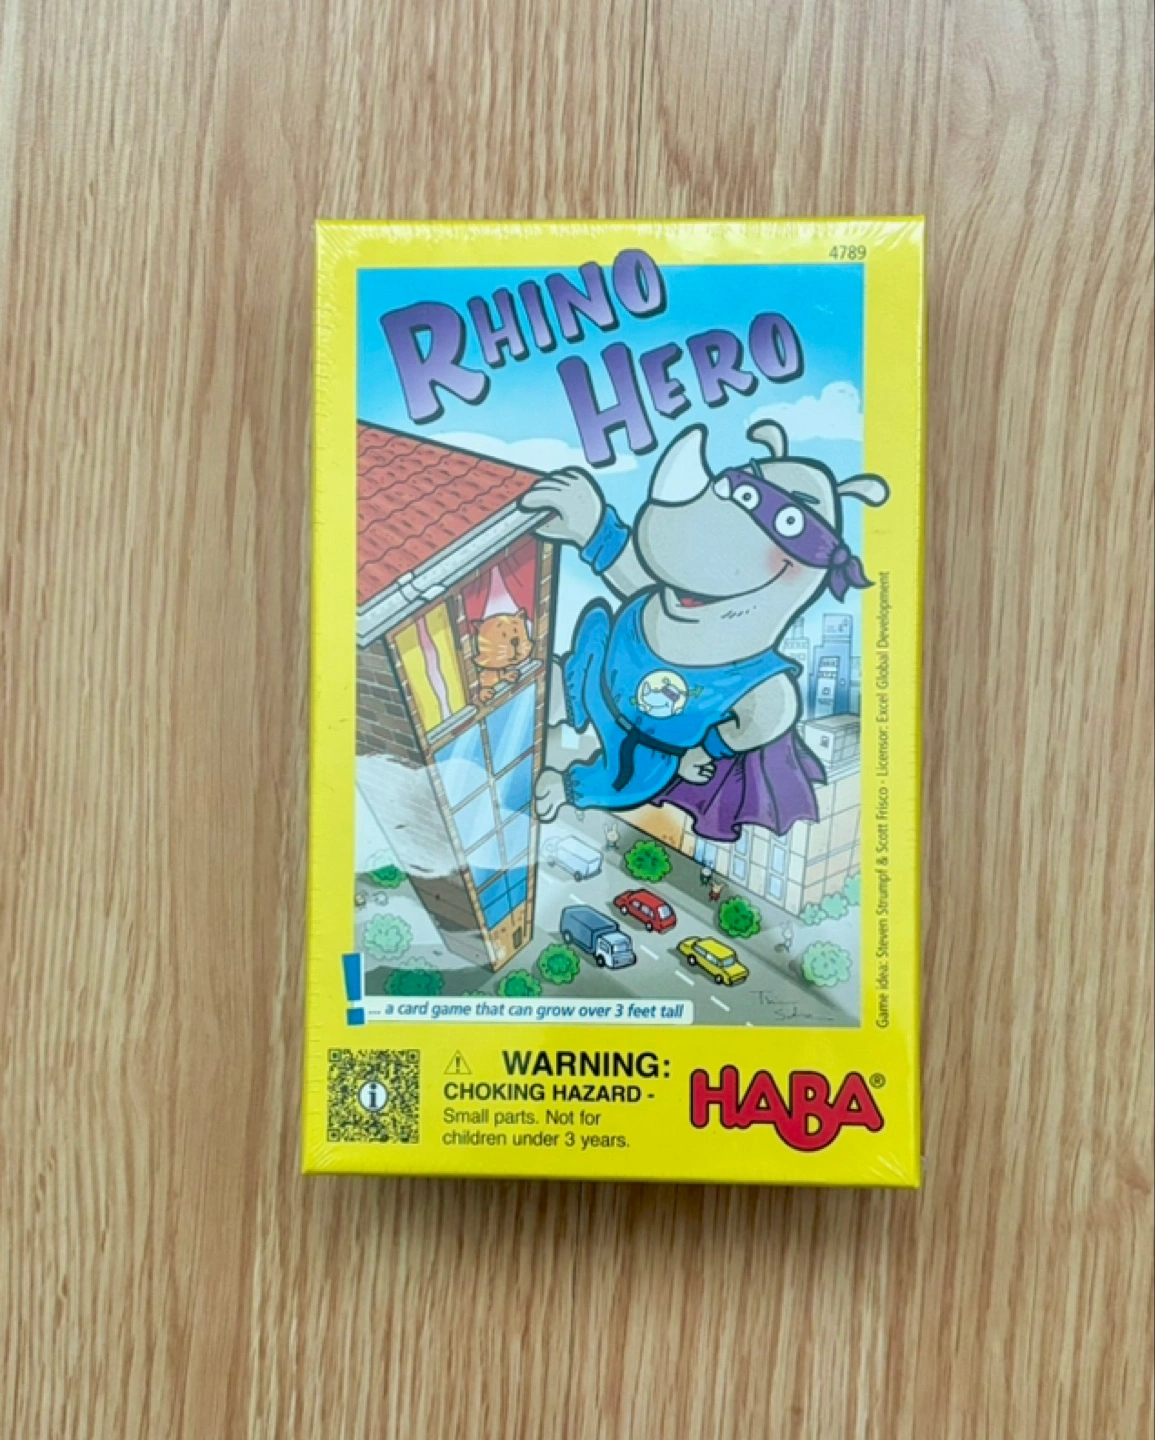 4789
RHINO
HERO
Game idea: Steven Strumpf & Scott Frisco · Licensor: Excel Global Development
! ... a card game that can grow over 3 feet tall
i
WARNING:
CHOKING HAZARD -
Small parts. Not for
children under 3 years.
HABA®